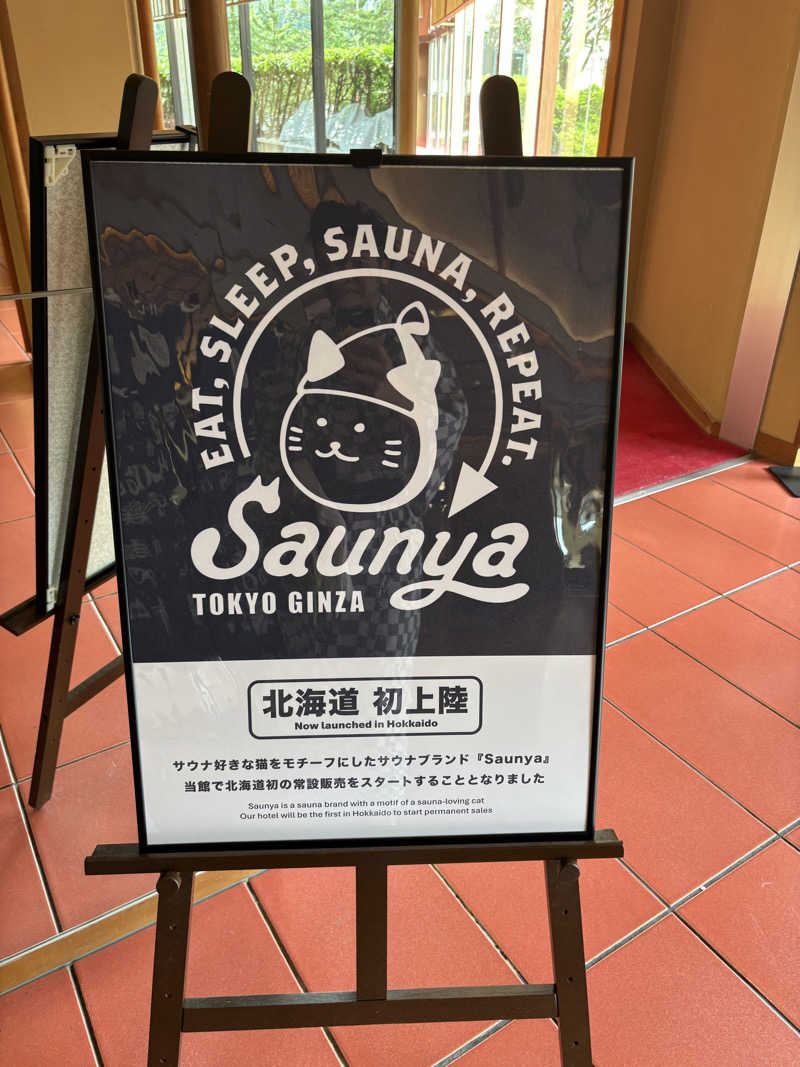 EAT, SLEEP, SAUNA, REPEAT.
Saunya
TOKYO GINZA
北海道 初上陸
Now launched in Hokkaido
サウナ好きな猫をモチーフにしたサウナブランド『Saunya』
当館で北海道初の常設販売をスタートすることとなりました
Saunya is a sauna brand with a motif of a sauna-loving cat
Our hotel will be the first in Hokkaido to start permanent sales